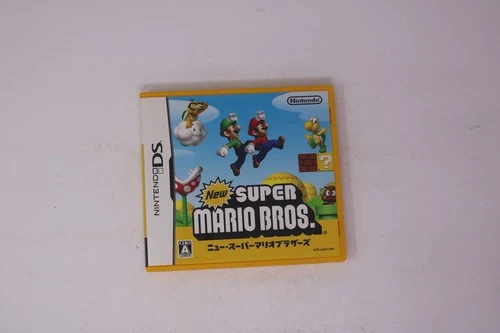 Nintendo
NINTENDO DS
New SUPER
MARIO BROS.
ニュー・スーパーマリオブラザーズ
CERO
A
?